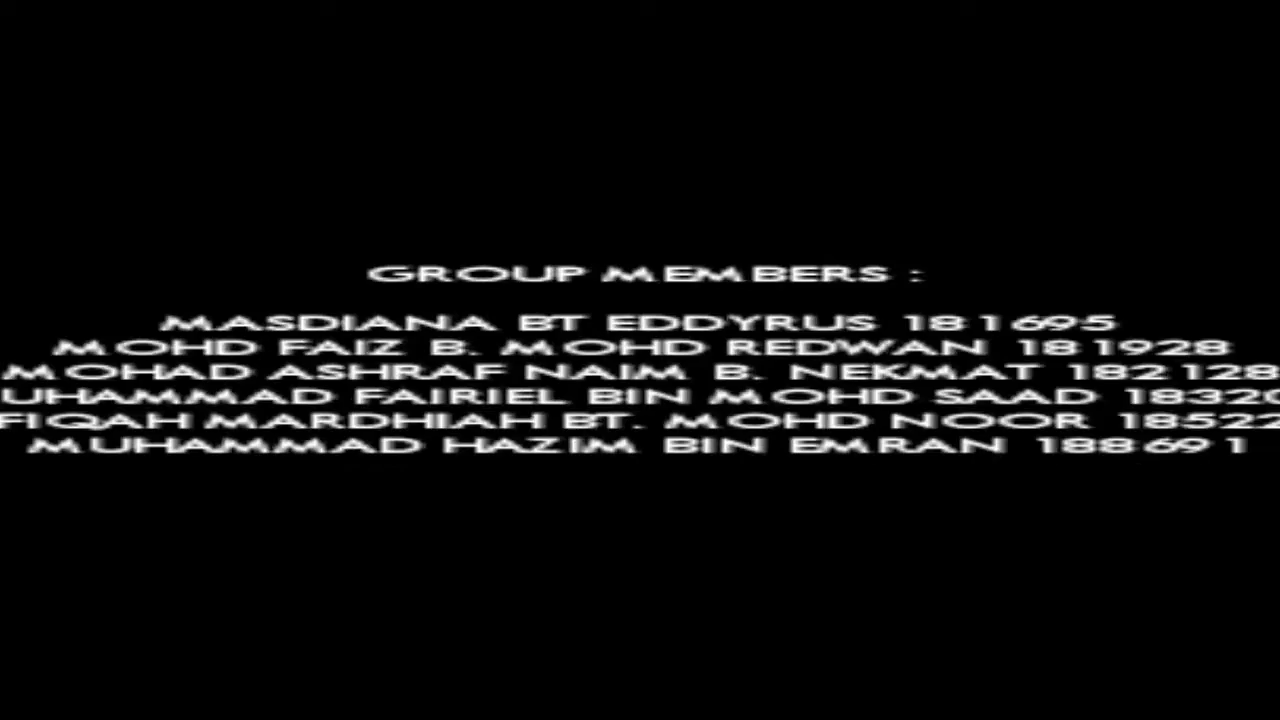 GROUP MEMBERS :
MASDIANA BT EDDYRUS 181695
MOHD FAIZ B. MOHD REDWAN 181928
MOHAD ASHRAF NAIM B. NEKMAT 182128
UHAMMAD FAIRIEL BIN MOHD SAAD 18320
FIQAH MARDHIAH BT. MOHD NOOR 18522
MUHAMMAD HAZIM BIN EMRAN 188691